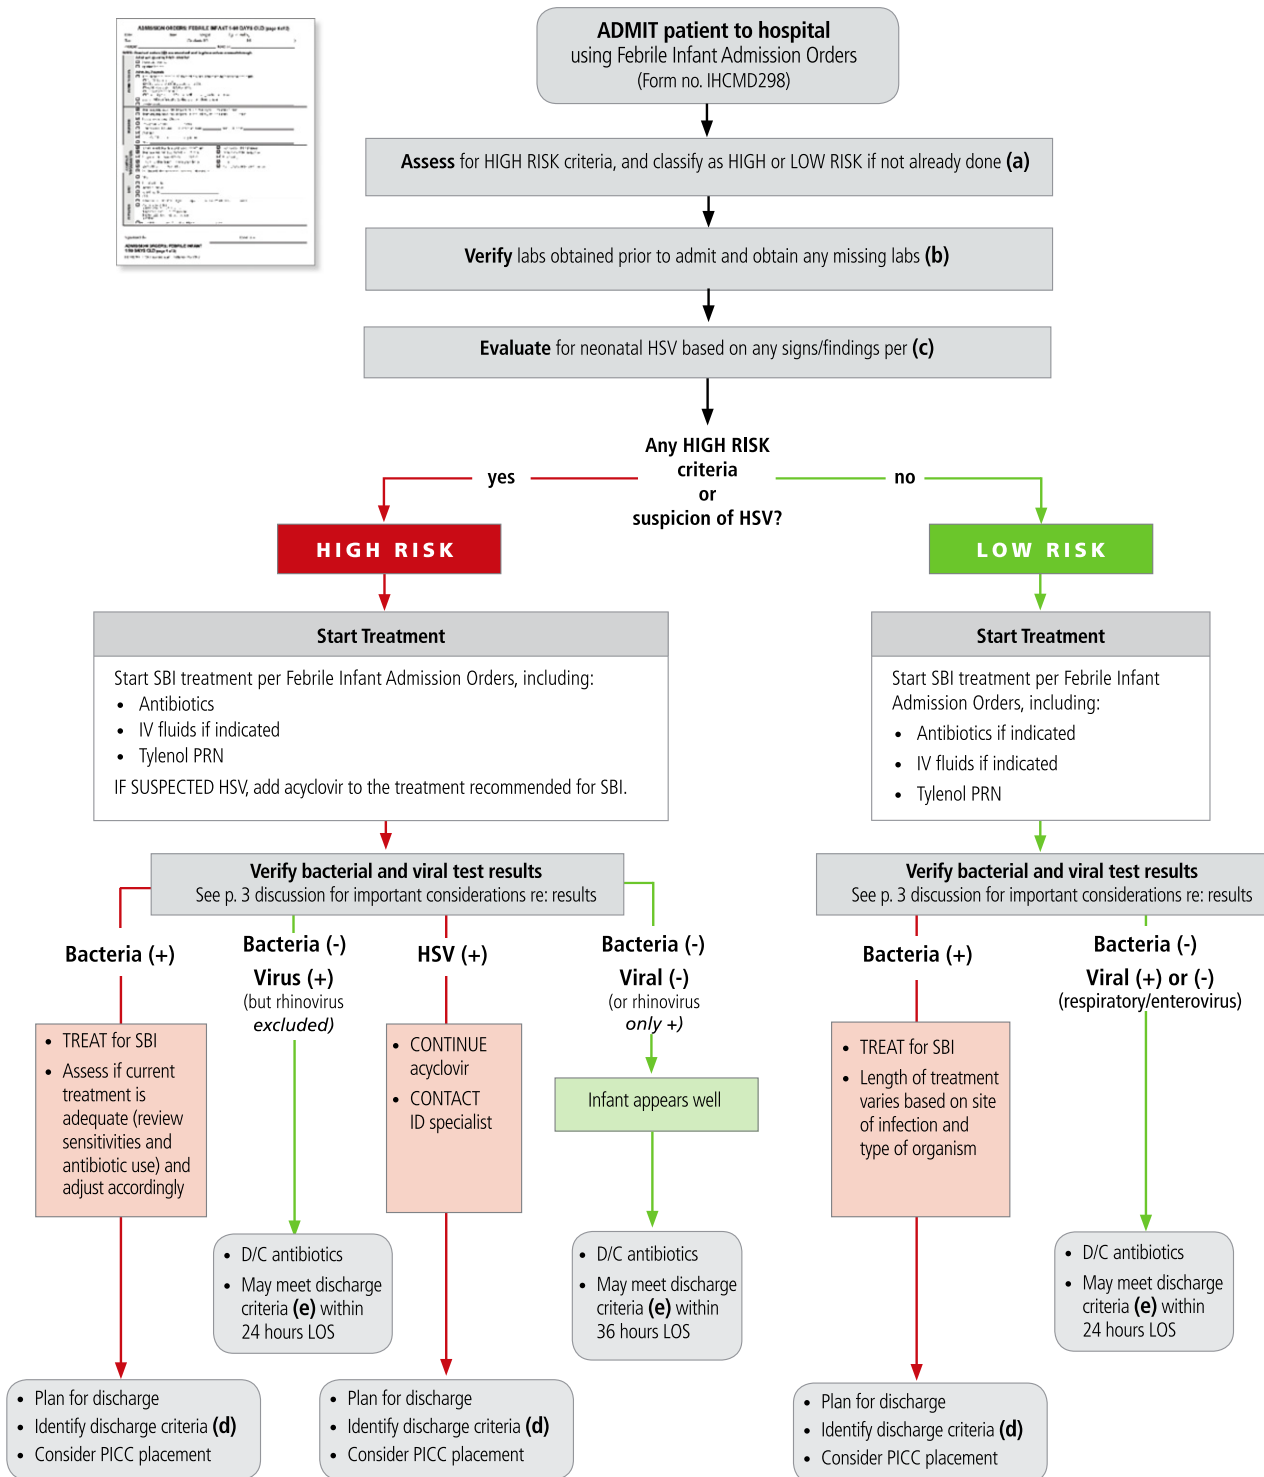 ADMISSION ORDERS: FEBRILE INFANT 1-90 DAYS OLD
ADMIT patient to hospital
using Febrile Infant Admission Orders
(Form no. IHCMD298)
Assess for HIGH RISK criteria, and classify as HIGH or LOW RISK if not already done (a)
Verify labs obtained prior to admit and obtain any missing labs (b)
Evaluate for neonatal HSV based on any signs/findings per (c)
Any HIGH RISK
criteria
or
suspicion of HSV?
yes
no
HIGH RISK
LOW RISK
Start Treatment
Start SBI treatment per Febrile Infant Admission Orders, including:
• Antibiotics
• IV fluids if indicated
• Tylenol PRN
IF SUSPECTED HSV, add acyclovir to the treatment recommended for SBI.
Start Treatment
Start SBI treatment per Febrile Infant
Admission Orders, including:
• Antibiotics if indicated
• IV fluids if indicated
• Tylenol PRN
Verify bacterial and viral test results
See p. 3 discussion for important considerations re: results
Verify bacterial and viral test results
See p. 3 discussion for important considerations re: results
Bacteria (+)
• TREAT for SBI
• Assess if current
treatment is
adequate (review
sensitivities and
antibiotic use) and
adjust accordingly
• Plan for discharge
• Identify discharge criteria (d)
• Consider PICC placement
Bacteria (-)
Virus (+)
(but rhinovirus
excluded)
• D/C antibiotics
• May meet discharge
criteria (e) within
24 hours LOS
HSV (+)
• CONTINUE
acyclovir
• CONTACT
ID specialist
• Plan for discharge
• Identify discharge criteria (d)
• Consider PICC placement
Bacteria (-)
Viral (-)
(or rhinovirus
only +)
Infant appears well
• D/C antibiotics
• May meet discharge
criteria (e) within
36 hours LOS
Bacteria (+)
• TREAT for SBI
• Length of treatment
varies based on site
of infection and
type of organism
• Plan for discharge
• Identify discharge criteria (d)
• Consider PICC placement
Bacteria (-)
Viral (+) or (-)
(respiratory/enterovirus)
• D/C antibiotics
• May meet discharge
criteria (e) within
24 hours LOS